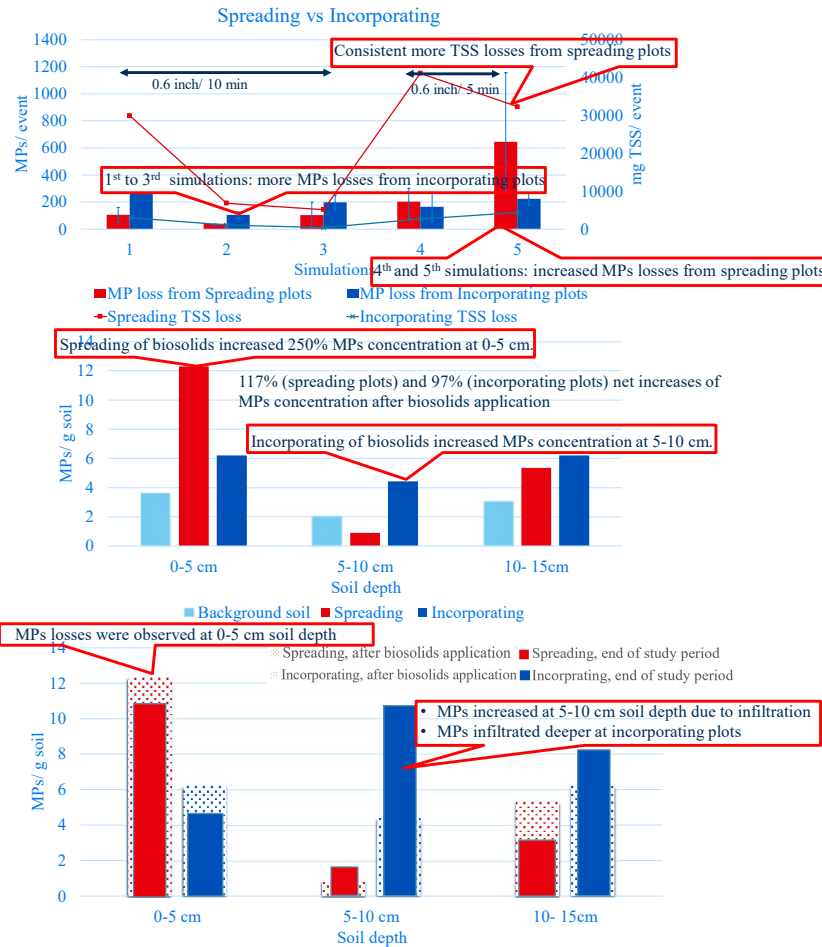 Spreading vs Incorporating
1400
1200
1000
800
600
400
200
0
MPs/ event
50000
40000
30000
20000
10000
0
mg TSS/ event
Consistent more TSS losses from spreading plots
0.6 inch/ 10 min
0.6 inch/ 5 min
1st to 3rd simulations: more MPs losses from incorporating plots
1 2 3 4 5
Simulations
4th and 5th simulations: increased MPs losses from spreading plots
MP loss from Spreading plots MP loss from Incorporating plots
Spreading TSS loss Incorporating TSS loss
14
12
10
8
6
4
2
0
MPs/ g soil
Spreading of biosolids increased 250% MPs concentration at 0-5 cm.
117% (spreading plots) and 97% (incorporating plots) net increases of
MPs concentration after biosolids application
Incorporating of biosolids increased MPs concentration at 5-10 cm.
0-5 cm 5-10 cm 10- 15cm
Soil depth
Background soil Spreading Incorporating
MPs losses were observed at 0-5 cm soil depth
14
12
10
8
6
4
2
0
MPs/ g soil
Spreading, after biosolids application Spreading, end of study period
Incorporating, after biosolids application Incorprating, end of study period
• MPs increased at 5-10 cm soil depth due to infiltration
• MPs infiltrated deeper at incorporating plots
0-5 cm 5-10 cm 10- 15cm
Soil depth